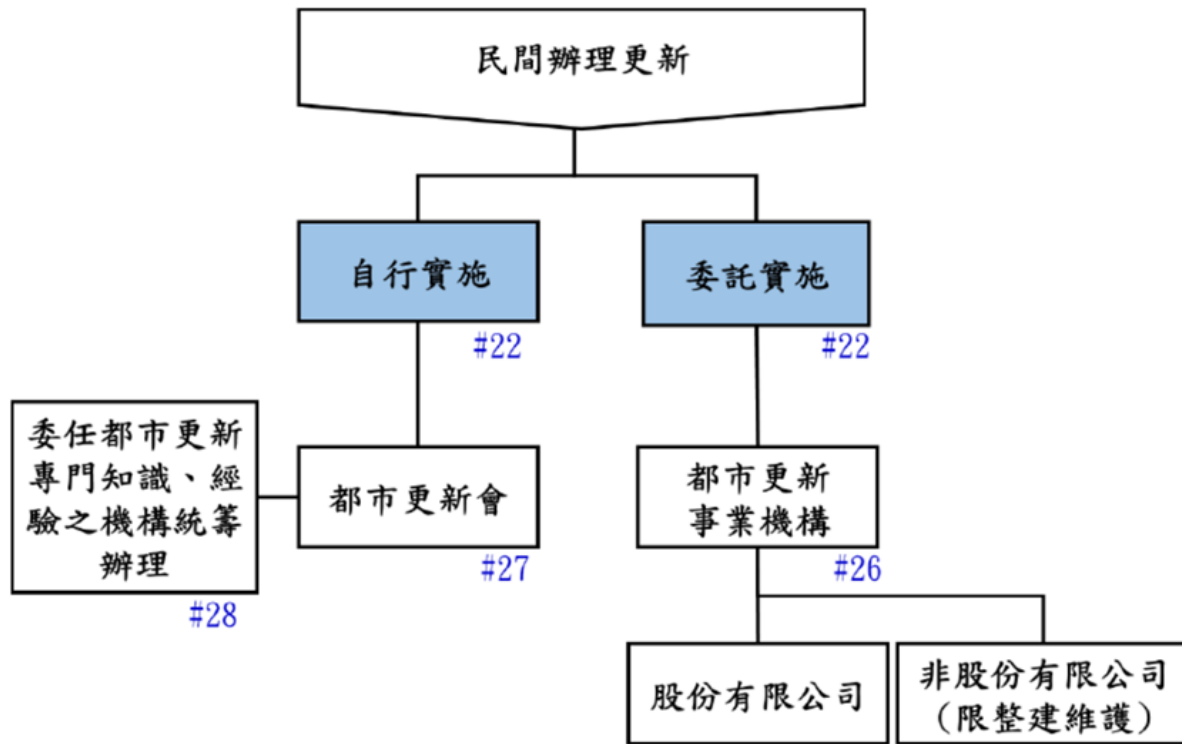 民間辦理更新
自行實施
#22
委託實施
#22
委任都市更新
專門知識、經
驗之機構統籌
辦理
#28
都市更新會
#27
都市更新
事業機構
#26
股份有限公司
非股份有限公司
(限整建維護)